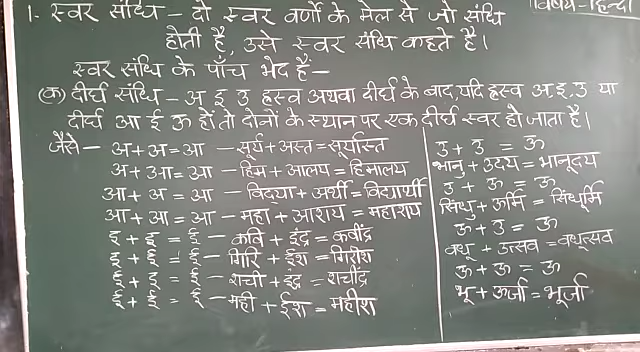 विषय-हिन्दी
1- स्वर संधि - दो स्वर वर्णों के मेल से जो संधि
होती है, उसे स्वर संधि कहते है।
स्वर संधि के पाँच भेद हैं-
(क) दीर्घ संधि - अ इ उ ह्रस्व अथवा दीर्घ के बाद, यदि ह्रस्व अ, इ, उ या
दीर्घ आ ई ऊ हों तो दोनों के स्थान पर एक दीर्घ स्वर हो जाता है।
जैसे- अ+अ=आ - सूर्य+अस्त=सूर्यास्त
अ+आ=आ - हिम+आलय=हिमालय
आ+अ=आ - विद्या+अर्थी=विद्यार्थी
आ+आ=आ - महा+आशय=महाशय
इ+इ=ई - कवि+इंद्र=कवींद्र
इ+ई=ई - गिरि+ईश=गिरीश
ई+इ=ई - शची+इंद्र=शचींद्र
ई+ई=ई - मही+ईश=महीश
उ+उ=ऊ
भानु+उदय=भानूदय
उ+ऊ=ऊ
सिंधु+ऊर्मि=सिंधूर्मि
ऊ+उ=ऊ
वधू+उत्सव=वधूत्सव
ऊ+ऊ=ऊ
भू+ऊर्जा=भूर्जा